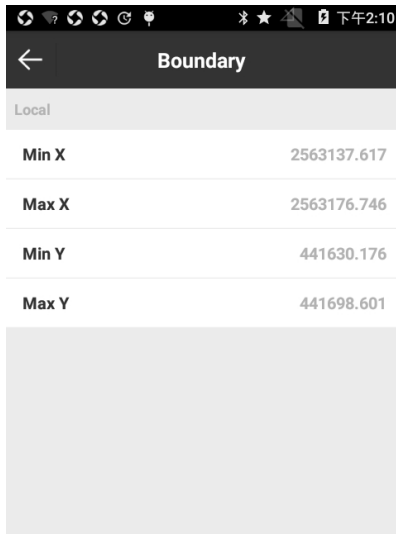 下午2:10
Boundary
Local
Min X 2563137.617
Max X 2563176.746
Min Y 441630.176
Max Y 441698.601